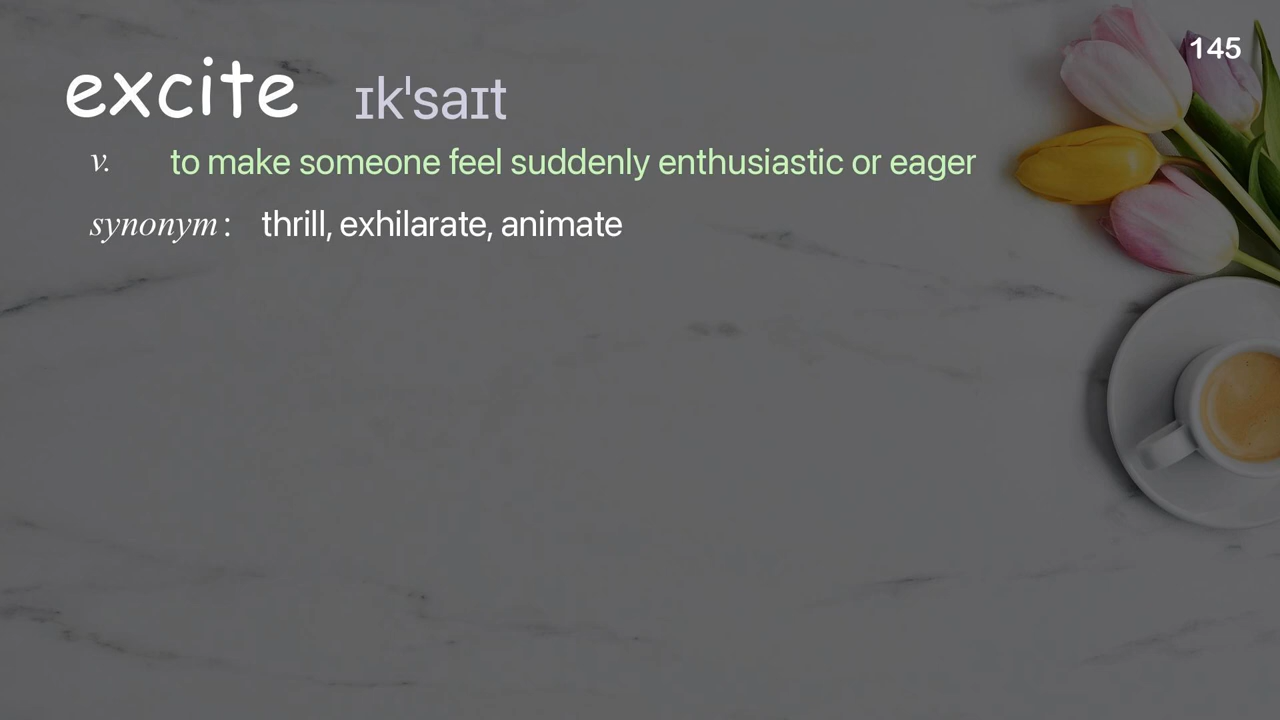 145
excite ɪkˈsaɪt
v. to make someone feel suddenly enthusiastic or eager
synonym : thrill, exhilarate, animate